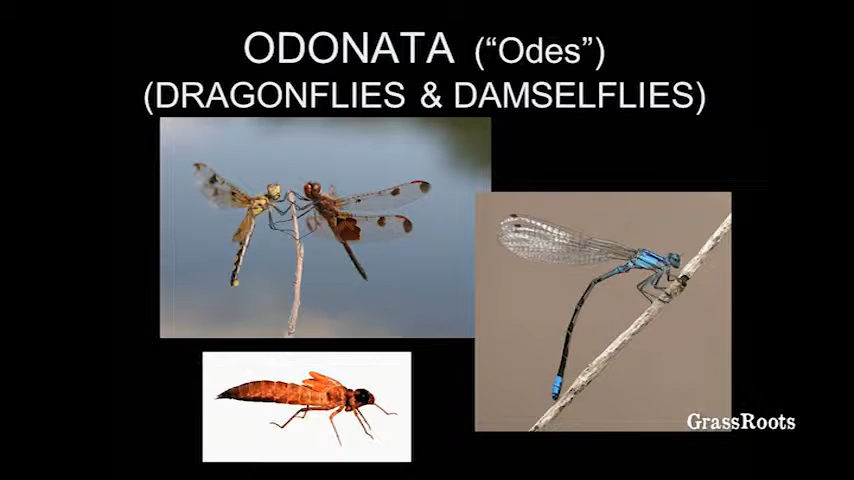 ODONATA (“Odes”)
(DRAGONFLIES & DAMSELFLIES)
GrassRoots